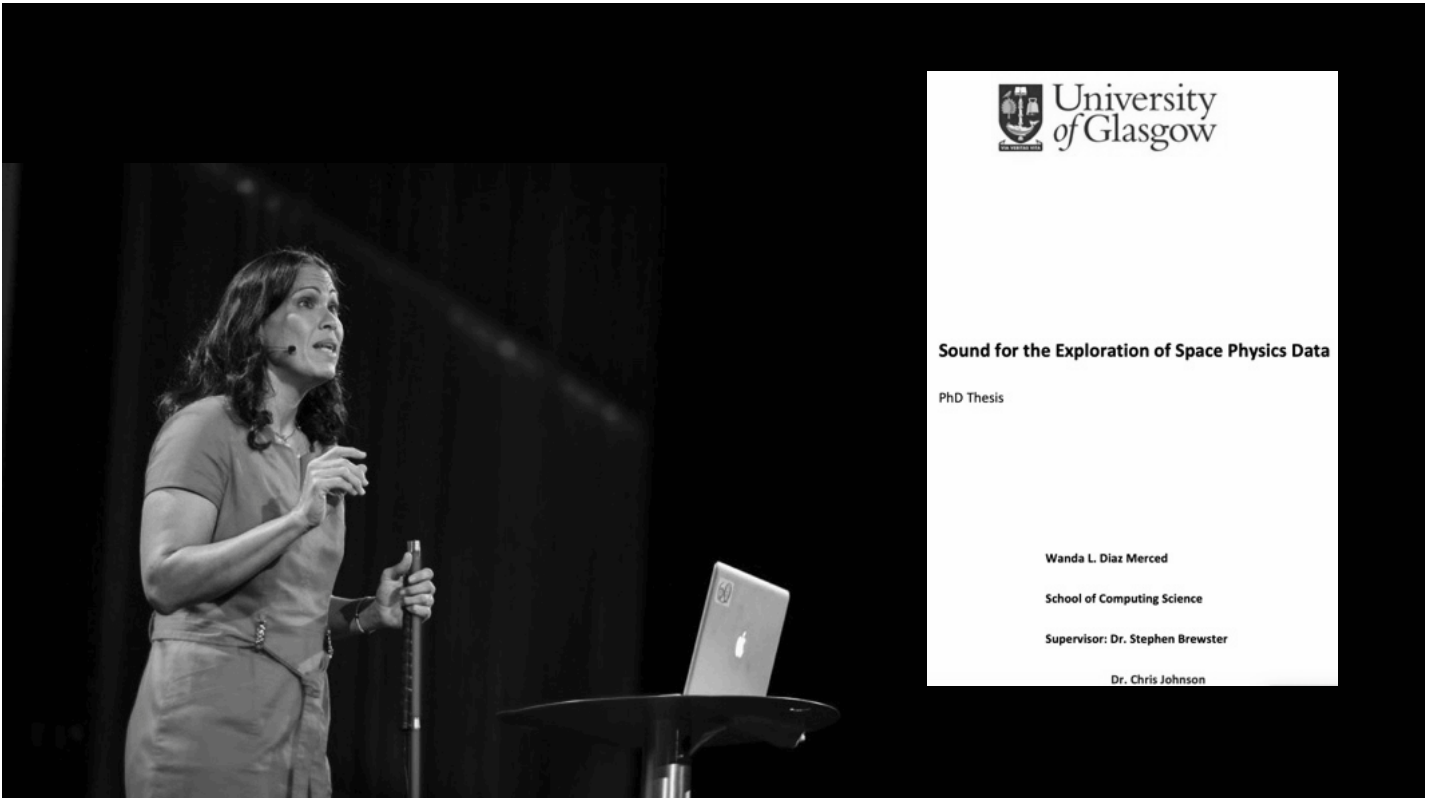 University
of Glasgow
Sound for the Exploration of Space Physics Data
PhD Thesis
Wanda L. Diaz Merced
School of Computing Science
Supervisor: Dr. Stephen Brewster
Dr. Chris Johnson